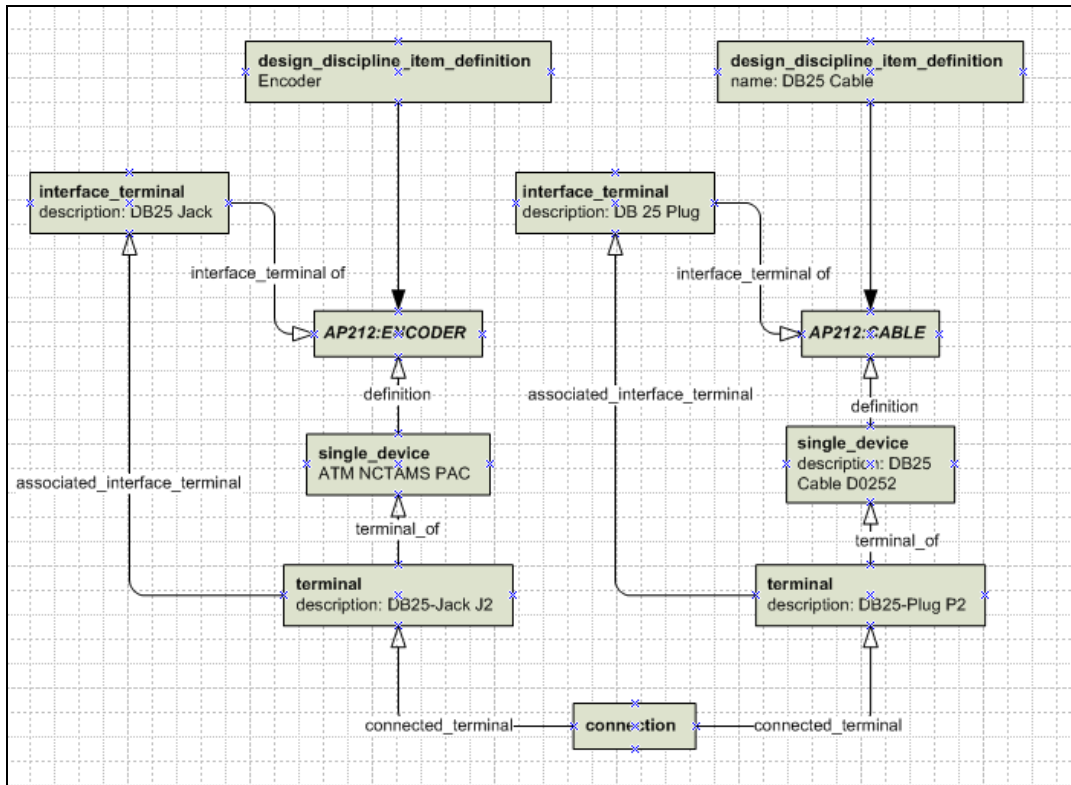 design_discipline_item_definition
Encoder
design_discipline_item_definition
name: DB25 Cable
interface_terminal
description: DB25 Jack
interface_terminal
description: DB 25 Plug
interface_terminal of
interface_terminal of
AP212:ENCODER
AP212:CABLE
definition
associated_interface_terminal
definition
single_device
ATM NCTAMS PAC
single_device
description: DB25
Cable D0252
associated_interface_terminal
terminal_of
terminal_of
terminal
description: DB25-Jack J2
terminal
description: DB25-Plug P2
connected_terminal
connection
connected_terminal